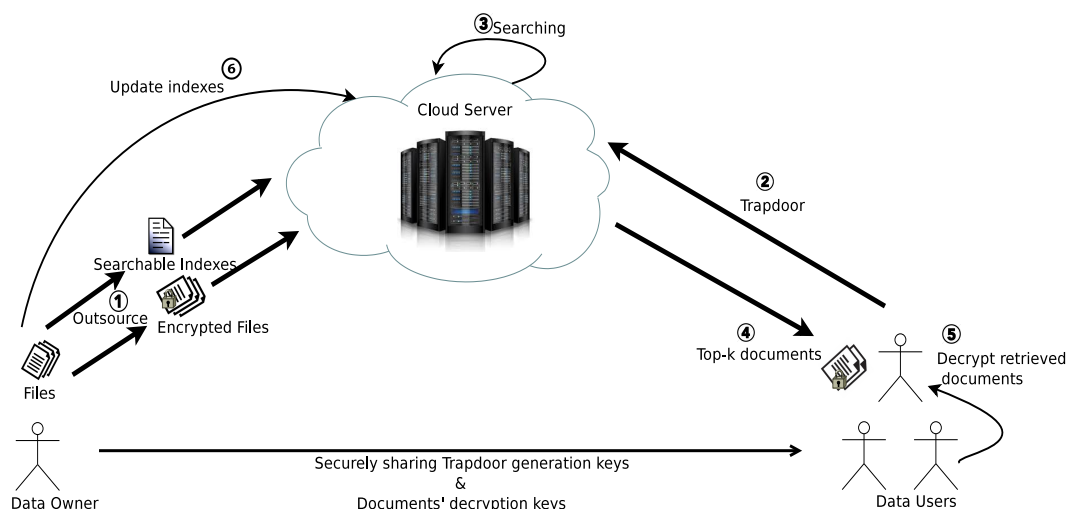 ③Searching
⑥
Update indexes
Cloud Server
②
Trapdoor
Searchable Indexes
①
Outsource
Encrypted Files
④
Top-k documents
⑤
Decrypt retrieved
documents
Files
Securely sharing Trapdoor generation keys
&
Documents' decryption keys
Data Owner
Data Users